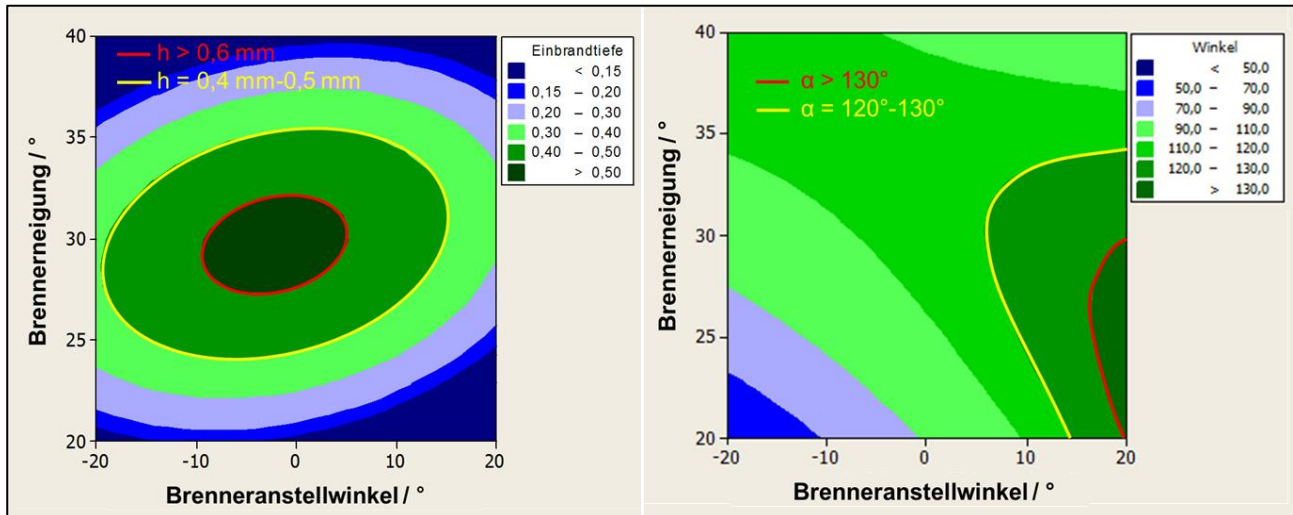 40
35
30
25
20
-20 -10 0 10 20
Brennerneigung / °
Brenneranstellwinkel / °
h > 0,6 mm
h = 0,4 mm-0,5 mm
Einbrandtiefe
< 0,15
0,15 – 0,20
0,20 – 0,30
0,30 – 0,40
0,40 – 0,50
> 0,50
40
35
30
25
20
-20 -10 0 10 20
Brennerneigung / °
Brenneranstellwinkel / °
α > 130°
α = 120°-130°
Winkel
< 50,0
50,0 – 70,0
70,0 – 90,0
90,0 – 110,0
110,0 – 120,0
120,0 – 130,0
> 130,0